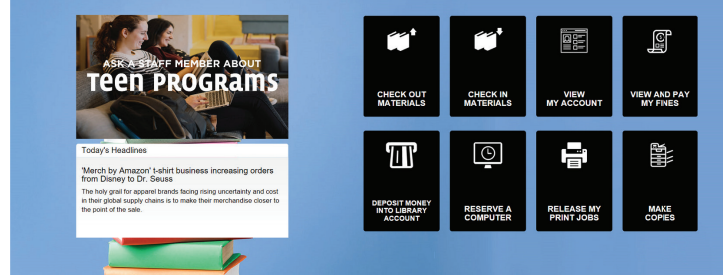 ASK A STAFF MEMBER ABOUT
TEEN PROGRAMS
Today's Headlines
'Merch by Amazon' t-shirt business increasing orders
from Disney to Dr. Seuss
The holy grail for apparel brands facing rising uncertainty and cost
in their global supply chains is to make their merchandise closer to
the point of the sale.
CHECK OUT
MATERIALS
CHECK IN
MATERIALS
VIEW
MY ACCOUNT
VIEW AND PAY
MY FINES
DEPOSIT MONEY
INTO LIBRARY
ACCOUNT
RESERVE A
COMPUTER
RELEASE MY
PRINT JOBS
MAKE
COPIES